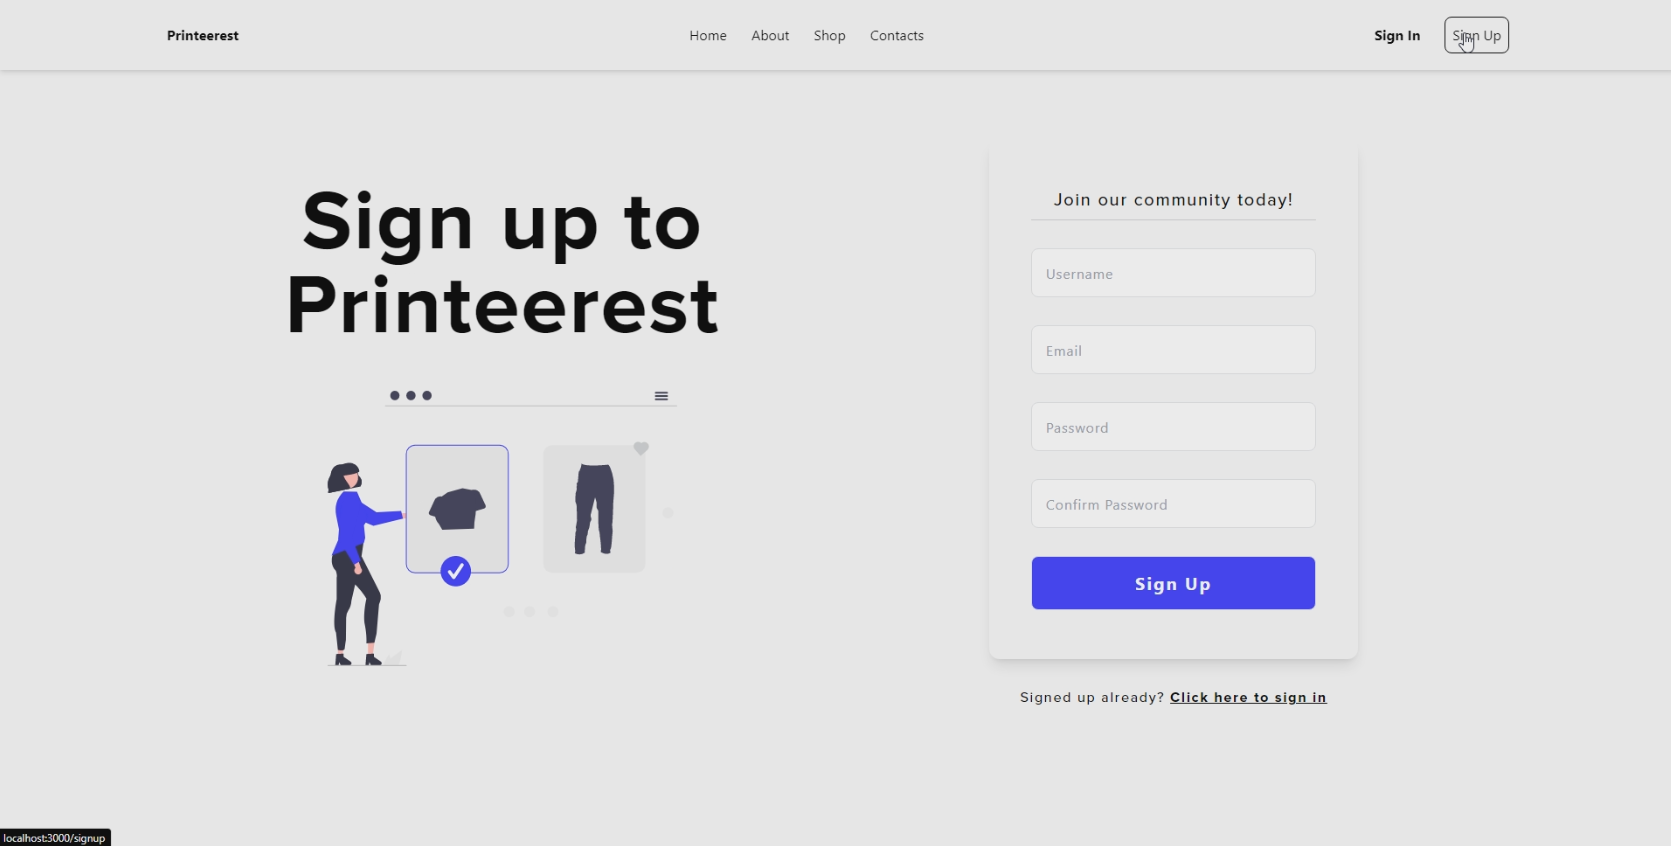 Printeerest
Home About Shop Contacts
Sign In Sign Up
Sign up to
Printeerest
Join our community today!
Username
Email
Password
Confirm Password
Sign Up
Signed up already? Click here to sign in
localhost:3000/signup